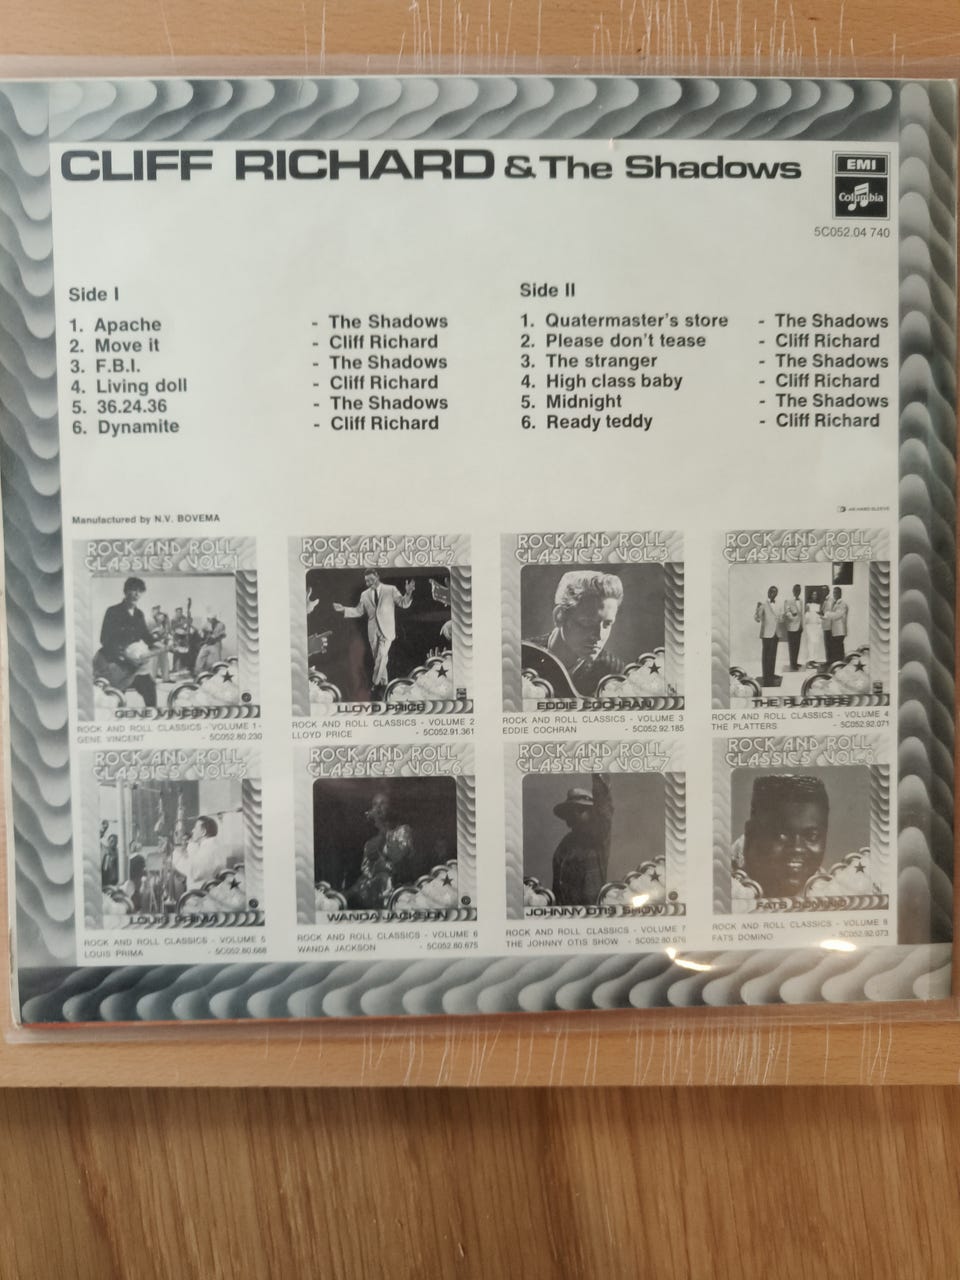 CLIFF RICHARD & The Shadows
EMI
Columbia
5C052.04 740
Side I
1. Apache - The Shadows
2. Move it - Cliff Richard
3. F.B.I. - The Shadows
4. Living doll - Cliff Richard
5. 36.24.36 - The Shadows
6. Dynamite - Cliff Richard
Side II
1. Quatermaster's store - The Shadows
2. Please don't tease - Cliff Richard
3. The stranger - The Shadows
4. High class baby - Cliff Richard
5. Midnight - The Shadows
6. Ready teddy - Cliff Richard
Manufactured by N.V. BOVEMA
ROCK AND ROLL
CLASSICS VOL.1
GENE VINCENT
ROCK AND ROLL CLASSICS - VOLUME 1 -
GENE VINCENT - 5C052.80.230
ROCK AND ROLL
CLASSICS VOL.2
LLOYD PRICE
ROCK AND ROLL CLASSICS - VOLUME 2
LLOYD PRICE - 5C052.91.361
ROCK AND ROLL
CLASSICS VOL.3
EDDIE COCHRAN
ROCK AND ROLL CLASSICS - VOLUME 3
EDDIE COCHRAN - 5C052.92.185
ROCK AND ROLL
CLASSICS VOL.4
THE PLATTERS
ROCK AND ROLL CLASSICS - VOLUME 4
THE PLATTERS - 5C052.92.071
ROCK AND ROLL
CLASSICS VOL.5
LOUIS PRIMA
ROCK AND ROLL CLASSICS - VOLUME 5
LOUIS PRIMA - 5C052.80.688
ROCK AND ROLL
CLASSICS VOL.6
WANDA JACKSON
ROCK AND ROLL CLASSICS - VOLUME 6
WANDA JACKSON - 5C052.80.675
ROCK AND ROLL
CLASSICS VOL.7
JOHNNY OTIS SHOW
ROCK AND ROLL CLASSICS - VOLUME 7
THE JOHNNY OTIS SHOW - 5C052.80.676
ROCK AND ROLL
CLASSICS VOL.8
FATS DOMINO
ROCK AND ROLL CLASSICS - VOLUME 8
FATS DOMINO - 5C052.92.073